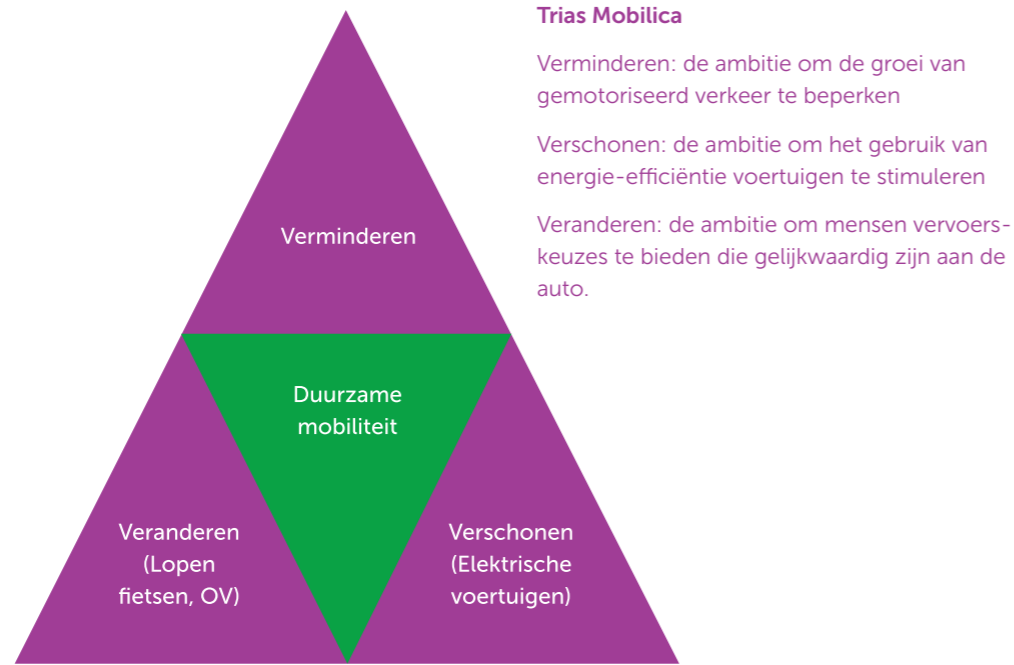 Trias Mobilica
Verminderen: de ambitie om de groei van
gemotoriseerd verkeer te beperken
Verschonen: de ambitie om het gebruik van
energie-efficiëntie voertuigen te stimuleren
Veranderen: de ambitie om mensen vervoers-
keuzes te bieden die gelijkwaardig zijn aan de
auto.
Verminderen
Duurzame
mobiliteit
Veranderen
(Lopen
fietsen, OV)
Verschonen
(Elektrische
voertuigen)